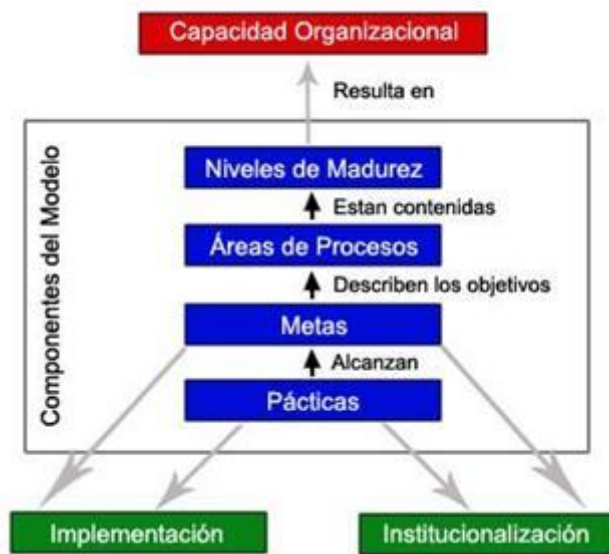 Capacidad Organizacional
Resulta en
Componentes del Modelo
Niveles de Madurez
Estan contenidas
Áreas de Procesos
Describen los objetivos
Metas
Alcanzan
Pácticas
Implementación
Institucionalización